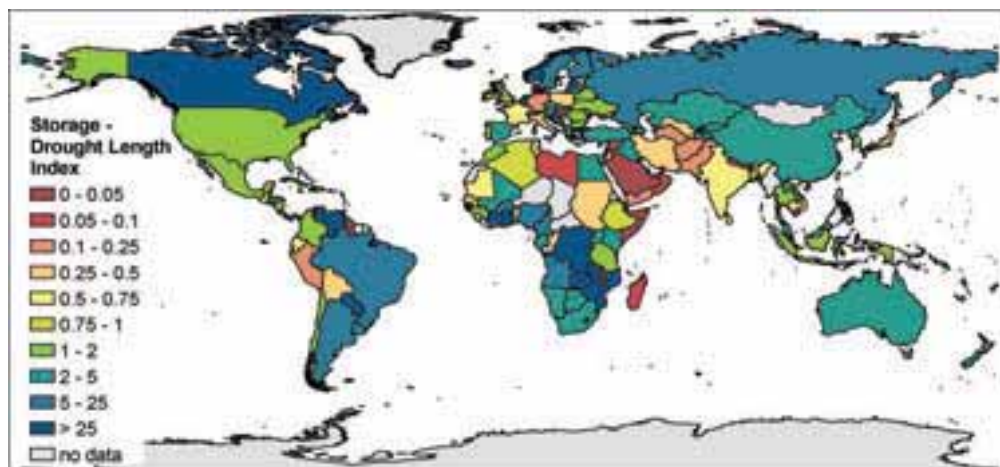 Storage -
Drought Length
Index
0 - 0.05
0.05 - 0.1
0.1 - 0.25
0.25 - 0.5
0.5 - 0.75
0.75 - 1
1 - 2
2 - 5
5 - 25
> 25
no data